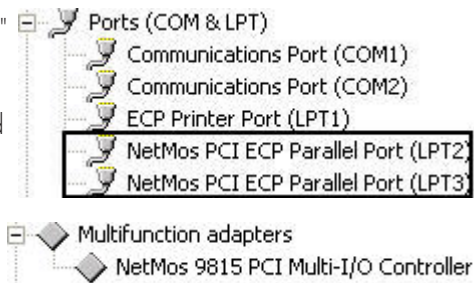 "
Ports (COM & LPT)
Communications Port (COM1)
Communications Port (COM2)
ECP Printer Port (LPT1)
NetMos PCI ECP Parallel Port (LPT2)
NetMos PCI ECP Parallel Port (LPT3)
Multifunction adapters
NetMos 9815 PCI Multi-I/O Controller